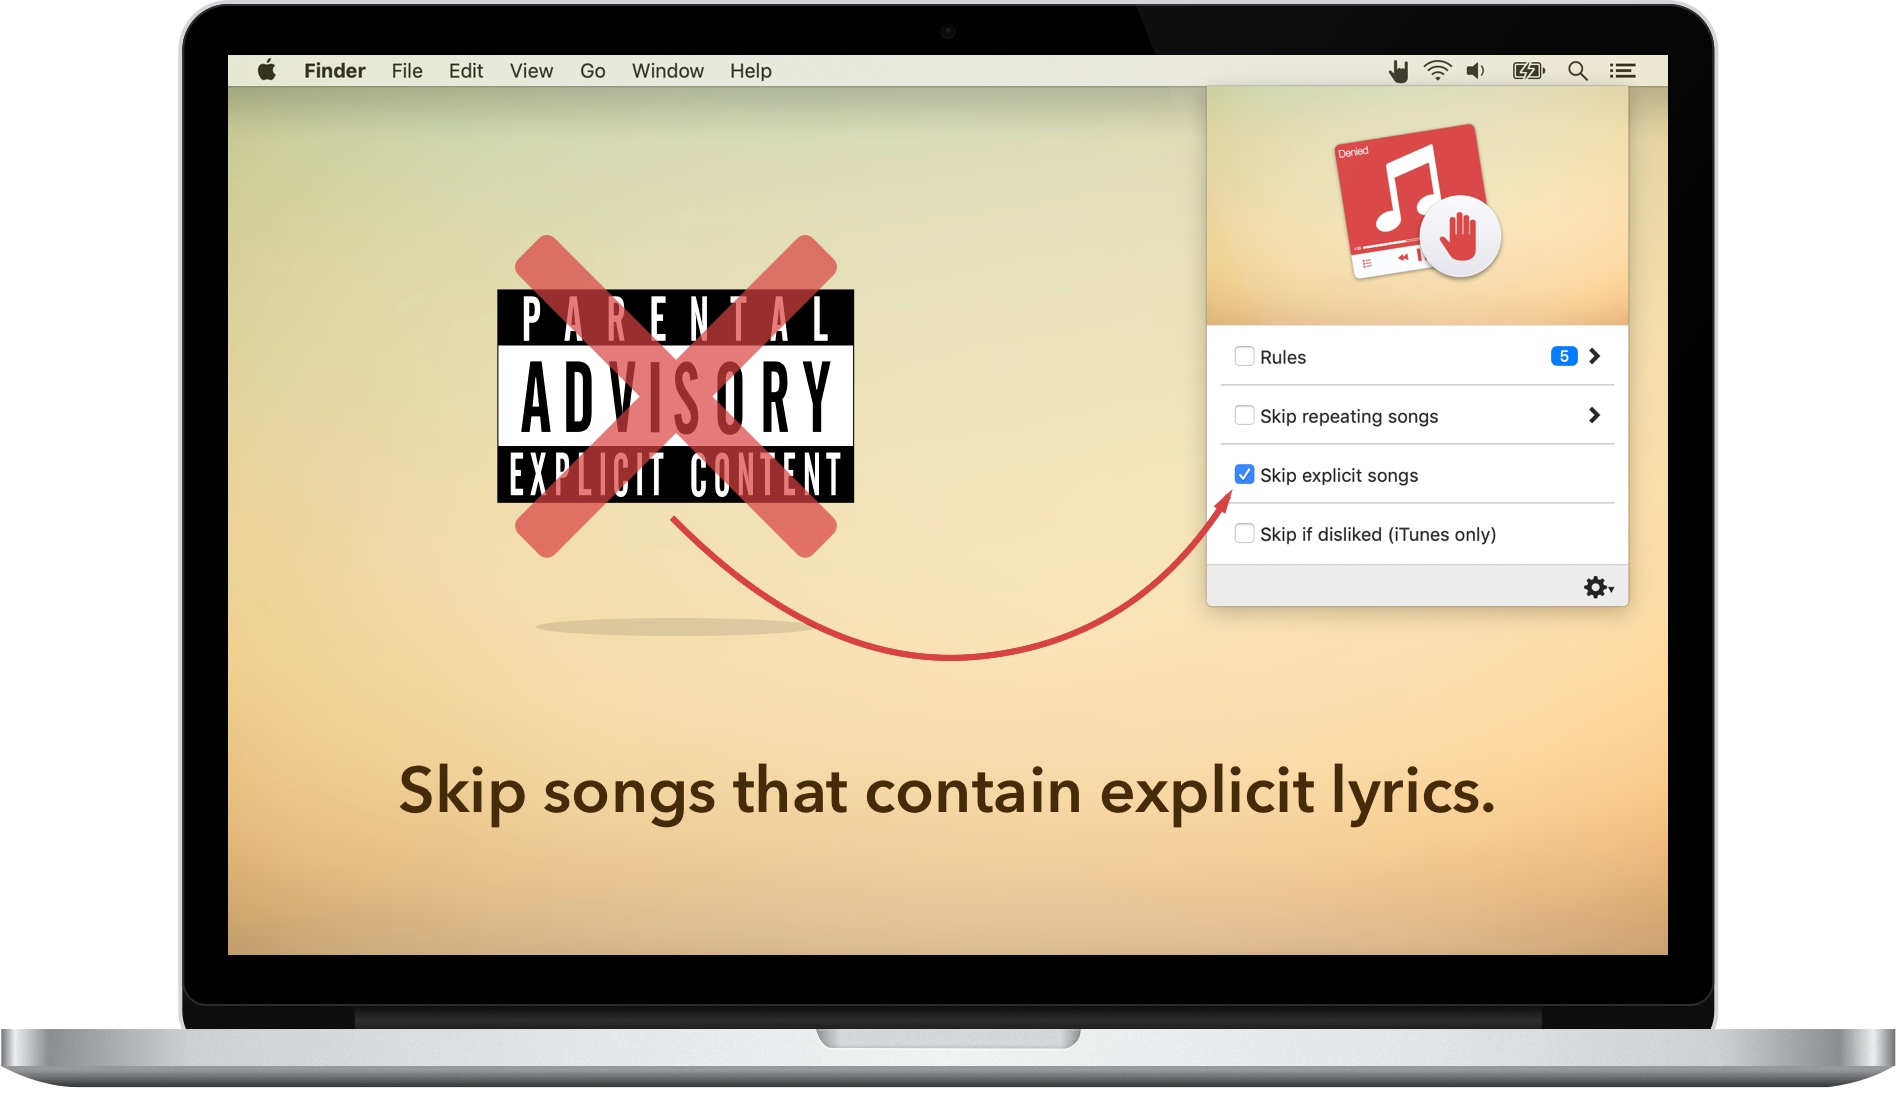 Finder File Edit View Go Window Help
Denied
PARENTAL
ADVISORY
EXPLICIT CONTENT
Rules 5
Skip repeating songs
Skip explicit songs
Skip if disliked (iTunes only)
Skip songs that contain explicit lyrics.